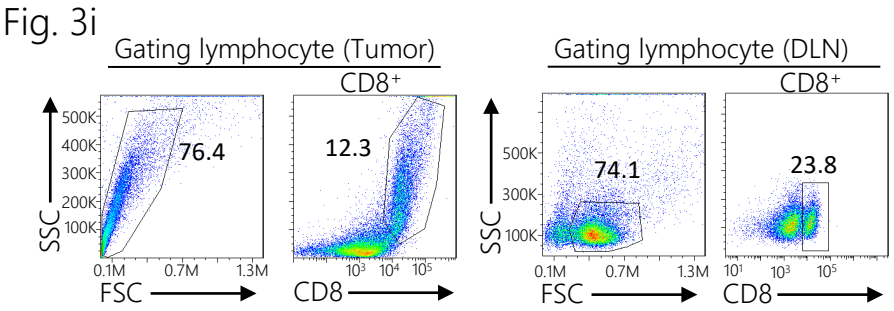 Fig. 3i
Gating lymphocyte (Tumor)
Gating lymphocyte (DLN)
CD8⁺
CD8⁺
500K
400K
300K
200K
100K
76.4
12.3
500K
300K
100K
74.1
23.8
SSC
SSC
0.1M 0.7M 1.3M
10³ 10⁴ 10⁵
0.1M 0.7M 1.3M
10¹ 10³ 10⁵
FSC
CD8
FSC
CD8